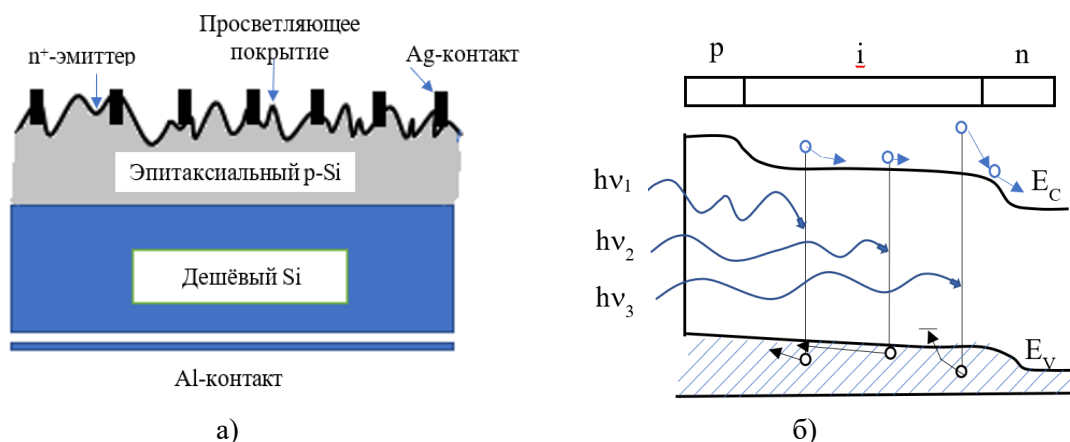 Просветляющее
покрытие
n⁺-эмиттер
Ag-контакт
Эпитаксиальный p-Si
Дешёвый Si
Al-контакт
а)
p i n
hν₁
hν₂
hν₃
E_C
E_V
б)